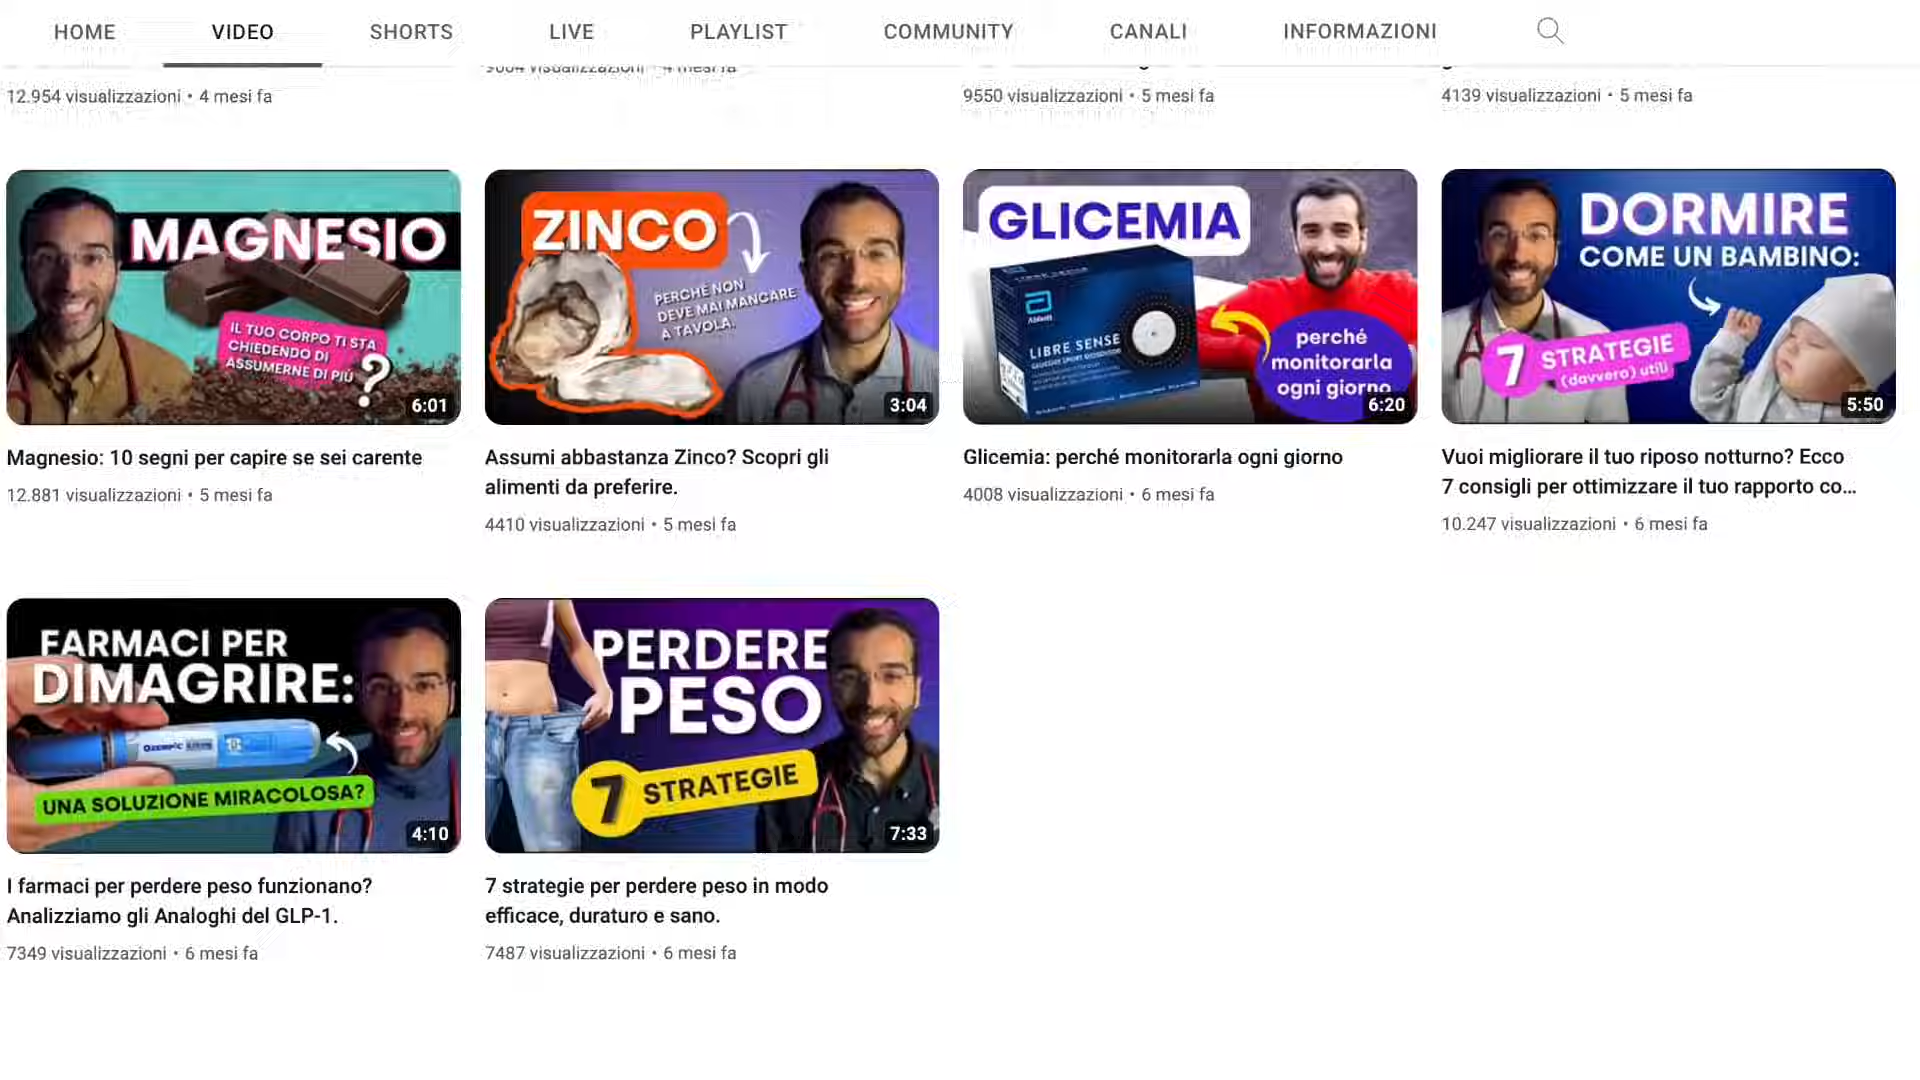 HOME VIDEO SHORTS LIVE PLAYLIST COMMUNITY CANALI INFORMAZIONI
12.954 visualizzazioni • 4 mesi fa
9550 visualizzazioni • 5 mesi fa
4139 visualizzazioni • 5 mesi fa
MAGNESIO
IL TUO CORPO TI STA
CHIEDENDO DI
ASSUMERNE DI PIÙ
?
6:01
Magnesio: 10 segni per capire se sei carente
12.881 visualizzazioni • 5 mesi fa
ZINCO
PERCHÉ NON
DEVE MAI MANCARE
A TAVOLA.
3:04
Assumi abbastanza Zinco? Scopri gli
alimenti da preferire.
4410 visualizzazioni • 5 mesi fa
GLICEMIA
Abbott
LIBRE SENSE
perché
monitorarla
ogni giorno
6:20
Glicemia: perché monitorarla ogni giorno
4008 visualizzazioni • 6 mesi fa
DORMIRE
COME UN BAMBINO:
7 STRATEGIE
(davvero) utili
5:50
Vuoi migliorare il tuo riposo notturno? Ecco
7 consigli per ottimizzare il tuo rapporto co...
10.247 visualizzazioni • 6 mesi fa
FARMACI PER
DIMAGRIRE:
OZEMPIC
UNA SOLUZIONE MIRACOLOSA?
4:10
I farmaci per perdere peso funzionano?
Analizziamo gli Analoghi del GLP-1.
7349 visualizzazioni • 6 mesi fa
PERDERE
PESO
7 STRATEGIE
7:33
7 strategie per perdere peso in modo
efficace, duraturo e sano.
7487 visualizzazioni • 6 mesi fa